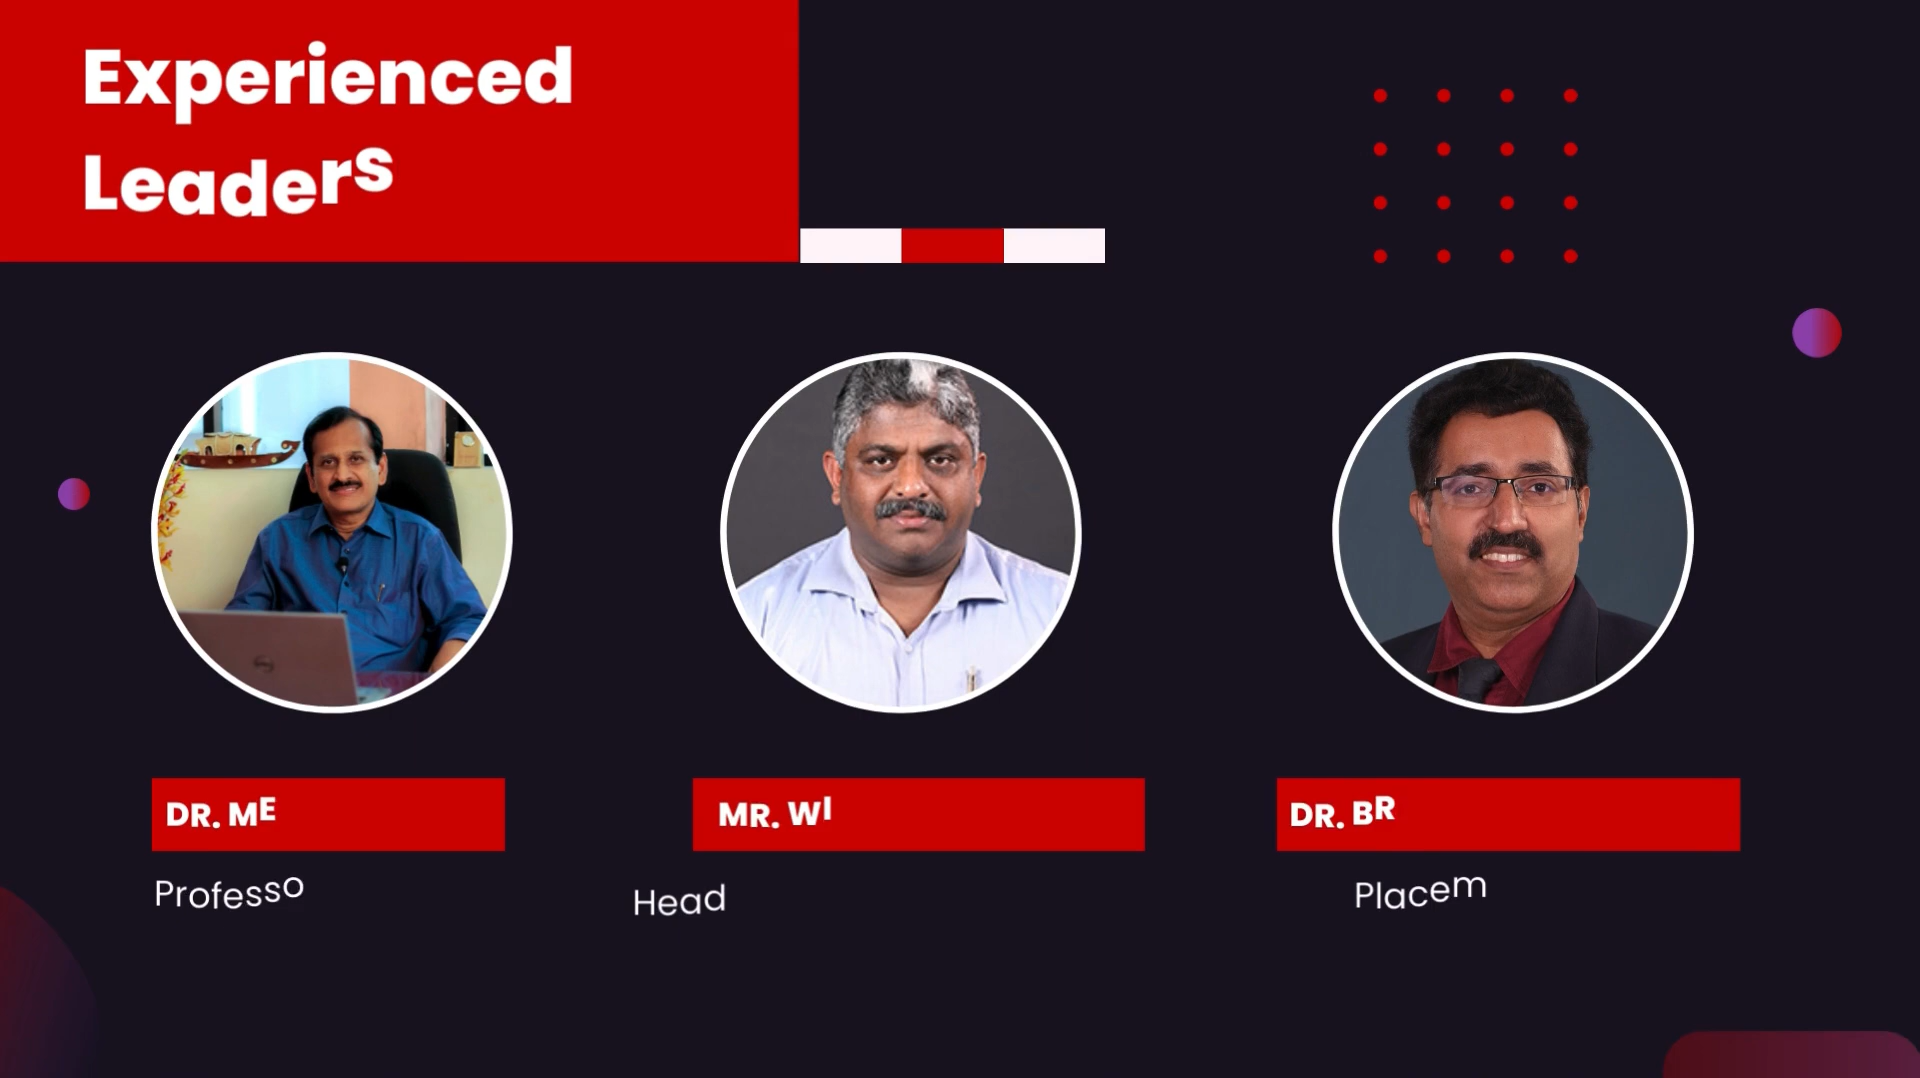 Experienced
Leaders
DR. ME
MR. WI
DR. BR
Professo
Head
Placem